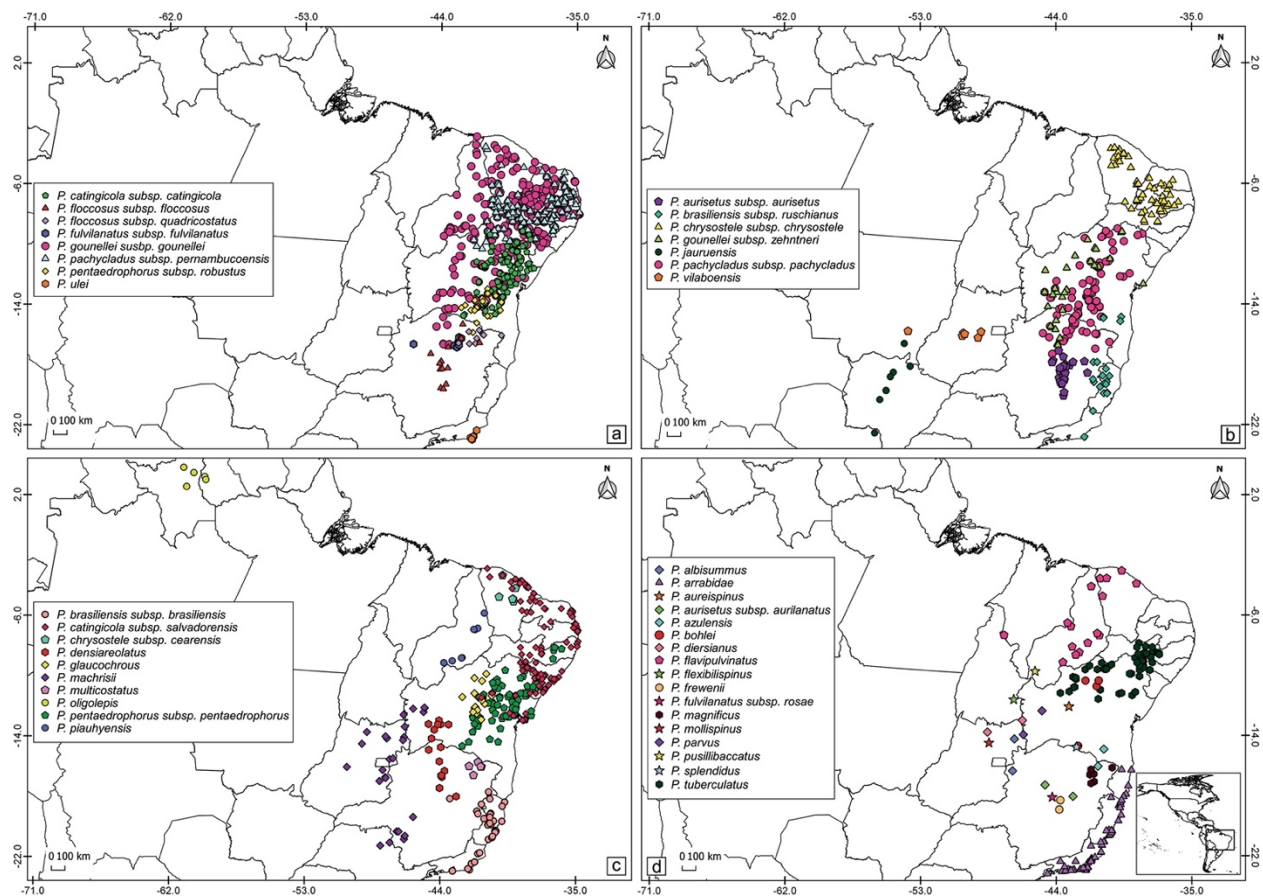 -71.0 -62.0 -53.0 -44.0 -35.0
-71.0 -62.0 -53.0 -44.0 -35.0
N
N
2.0
-6.0
-14.0
-22.0
P. catingicola subsp. catingicola
P. floccosus subsp. floccosus
P. floccosus subsp. quadricostatus
P. fulvilanatus subsp. fulvilanatus
P. gounellei susbp. gounellei
P. pachycladus subsp. pernambucoensis
P. pentaedrophorus subsp. robustus
P. ulei
0 100 km
a
P. aurisetus subsp. aurisetus
P. brasiliensis subsp. ruschianus
P. chrysostele subsp. chrysostele
P. gounellei subsp. zehntneri
P. jauruensis
P. pachycladus subsp. pachycladus
P. vilaboensis
0 100 km
b
2.0
-6.0
-14.0
-22.0
N
N
2.0
-6.0
-14.0
-22.0
P. brasiliensis subsp. brasiliensis
P. catingicola subsp. salvadorensis
P. chrysostele subsp. cearensis
P. densiareolatus
P. glaucochrous
P. machrisii
P. multicostatus
P. oligolepis
P. pentaedrophorus subsp. pentaedrophorus
P. piauhyensis
0 100 km
c
P. albisummus
P. arrabidae
P. aureispinus
P. aurisetus subsp. aurilanatus
P. azulensis
P. bohlei
P. diersianus
P. flavipulvinatus
P. flexibilispinus
P. frewenii
P. fulvilanatus subsp. rosae
P. magnificus
P. mollispinus
P. parvus
P. pusillibaccatus
P. splendidus
P. tuberculatus
0 100 km
d
2.0
-6.0
-14.0
-22.0
-71.0 -62.0 -53.0 -44.0 -35.0
-71.0 -62.0 -53.0 -44.0 -35.0